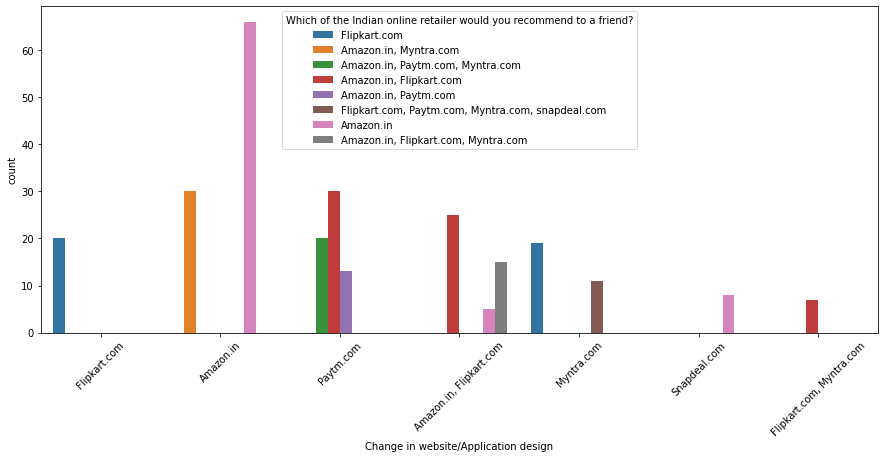 Which of the Indian online retailer would you recommend to a friend?
Flipkart.com
Amazon.in, Myntra.com
Amazon.in, Paytm.com, Myntra.com
Amazon.in, Flipkart.com
Amazon.in, Paytm.com
Flipkart.com, Paytm.com, Myntra.com, snapdeal.com
Amazon.in
Amazon.in, Flipkart.com, Myntra.com
count
60
50
40
30
20
10
0
Flipkart.com
Amazon.in
Paytm.com
Amazon.in, Flipkart.com
Myntra.com
Snapdeal.com
Flipkart.com, Myntra.com
Change in website/Application design